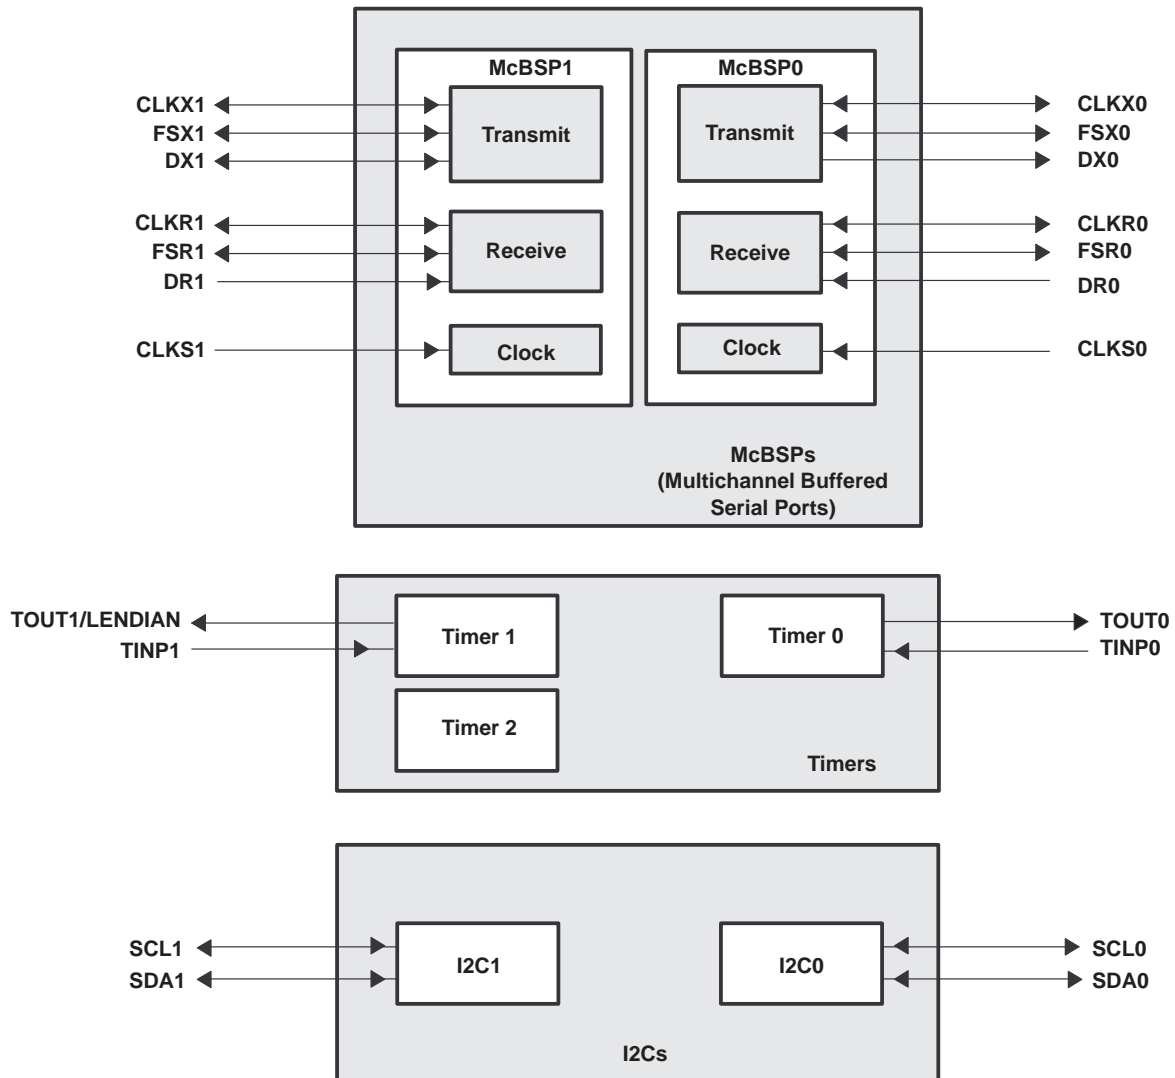 McBSP1
McBSP0
CLKX1
FSX1
DX1
Transmit
Transmit
CLKX0
FSX0
DX0
CLKR1
FSR1
DR1
Receive
Receive
CLKR0
FSR0
DR0
CLKS1
Clock
Clock
CLKS0
McBSPs
(Multichannel Buffered
Serial Ports)
TOUT1/LENDIAN
TINP1
Timer 1
Timer 0
TOUT0
TINP0
Timer 2
Timers
SCL1
SDA1
I2C1
I2C0
SCL0
SDA0
I2Cs